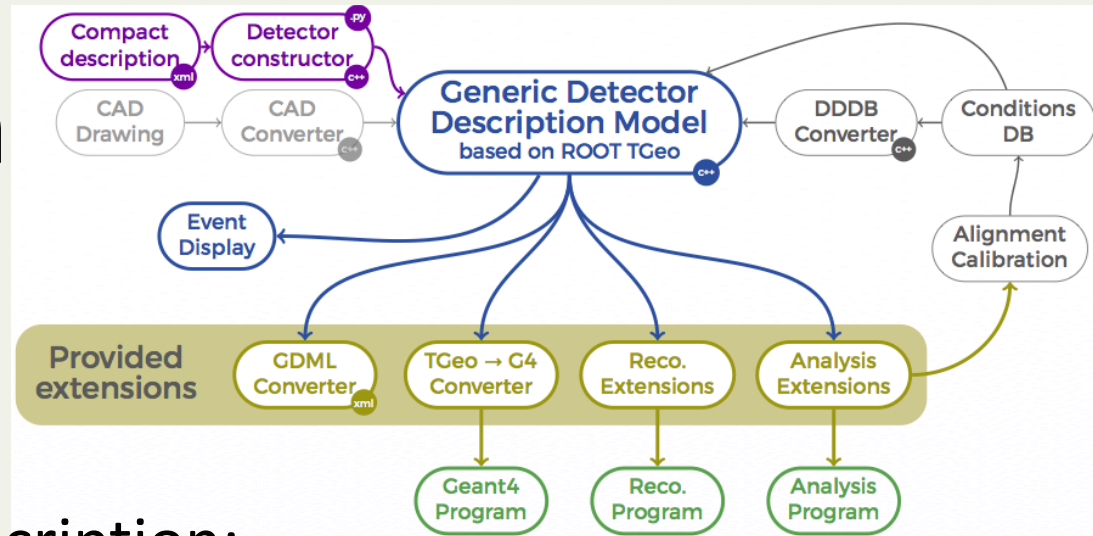 Compact
description
xml
Detector
constructor
.py
c++
CAD
Drawing
CAD
Converter
c++
Generic Detector
Description Model
based on ROOT TGeo
c++
DDDB
Converter
c++
Conditions
DB
Event
Display
Alignment
Calibration
Provided
extensions
GDML
Converter
xml
TGeo → G4
Converter
Reco.
Extensions
Analysis
Extensions
Geant4
Program
Reco.
Program
Analysis
Program